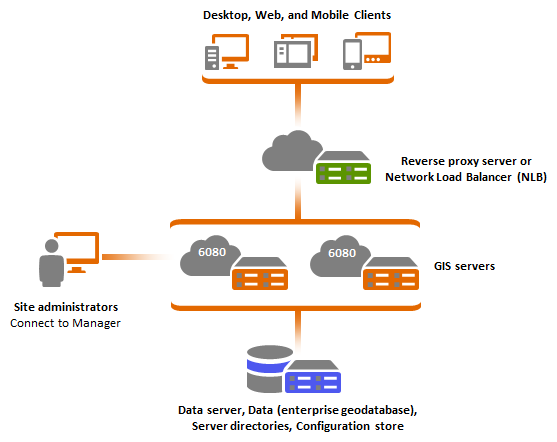 Desktop, Web, and Mobile Clients
Reverse proxy server or
Network Load Balancer (NLB)
6080
6080
GIS servers
Site administrators
Connect to Manager
Data server, Data (enterprise geodatabase),
Server directories, Configuration store